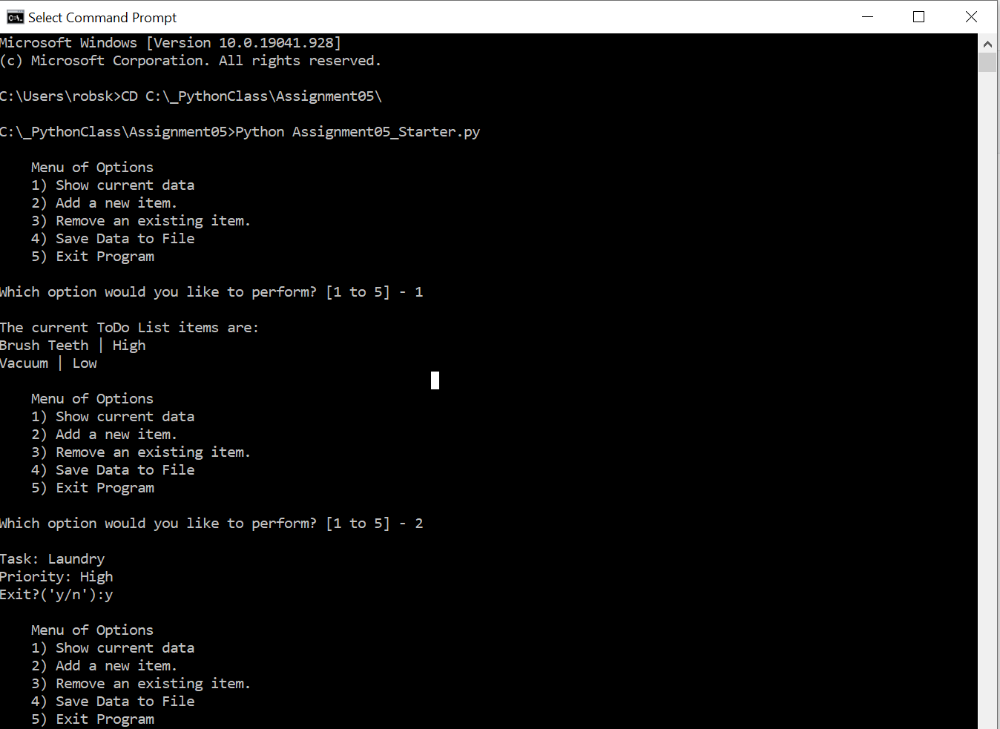 Select Command Prompt
Microsoft Windows [Version 10.0.19041.928]
(c) Microsoft Corporation. All rights reserved.
C:\Users\robsk>CD C:\_PythonClass\Assignment05\
C:\_PythonClass\Assignment05>Python Assignment05_Starter.py
Menu of Options
1) Show current data
2) Add a new item.
3) Remove an existing item.
4) Save Data to File
5) Exit Program
Which option would you like to perform? [1 to 5] - 1
The current ToDo List items are:
Brush Teeth | High
Vacuum | Low
Menu of Options
1) Show current data
2) Add a new item.
3) Remove an existing item.
4) Save Data to File
5) Exit Program
Which option would you like to perform? [1 to 5] - 2
Task: Laundry
Priority: High
Exit?('y/n'):y
Menu of Options
1) Show current data
2) Add a new item.
3) Remove an existing item.
4) Save Data to File
5) Exit Program